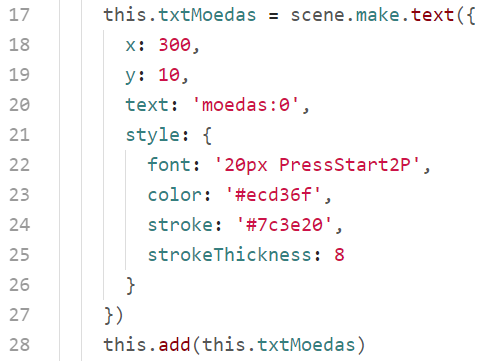 17 this.txtMoedas = scene.make.text({
18 x: 300,
19 y: 10,
20 text: 'moedas:0',
21 style: {
22 font: '20px PressStart2P',
23 color: '#ecd36f',
24 stroke: '#7c3e20',
25 strokeThickness: 8
26 }
27 })
28 this.add(this.txtMoedas)